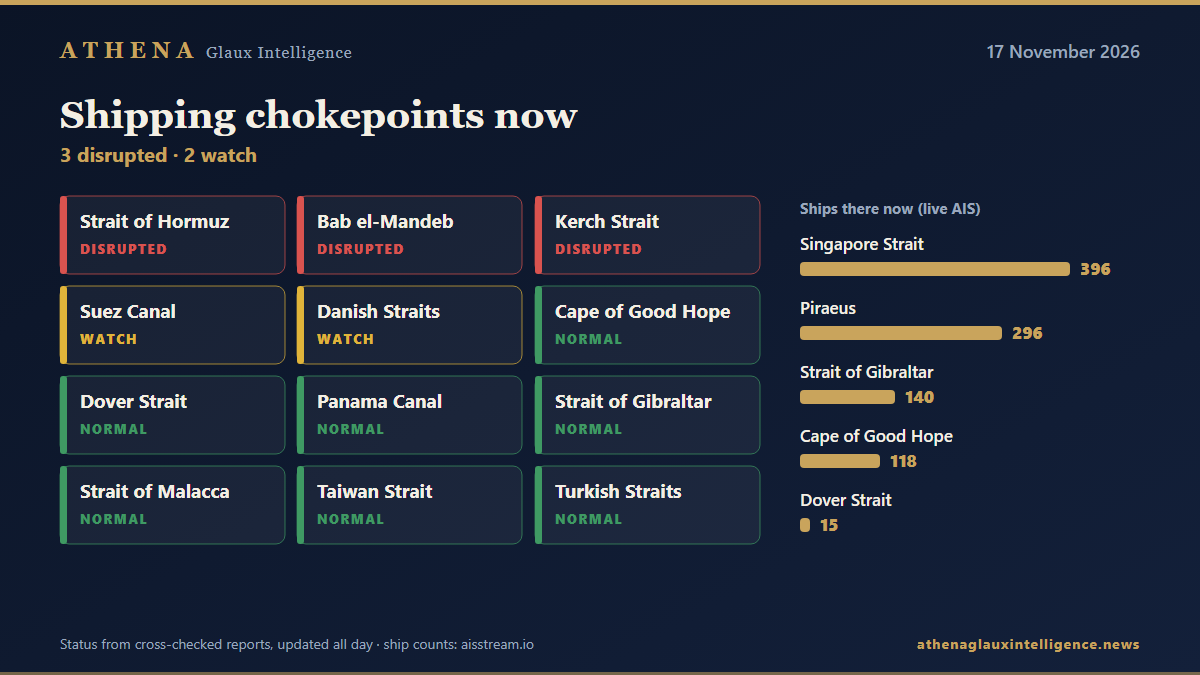 ATHENA Glaux Intelligence
17 November 2026
Shipping chokepoints now
3 disrupted · 2 watch
Strait of Hormuz
DISRUPTED
Bab el-Mandeb
DISRUPTED
Kerch Strait
DISRUPTED
Suez Canal
WATCH
Danish Straits
WATCH
Cape of Good Hope
NORMAL
Dover Strait
NORMAL
Panama Canal
NORMAL
Strait of Gibraltar
NORMAL
Strait of Malacca
NORMAL
Taiwan Strait
NORMAL
Turkish Straits
NORMAL
Ships there now (live AIS)
Singapore Strait
396
Piraeus
296
Strait of Gibraltar
140
Cape of Good Hope
118
Dover Strait
15
Status from cross-checked reports, updated all day · ship counts: aisstream.io
athenaglauxintelligence.news